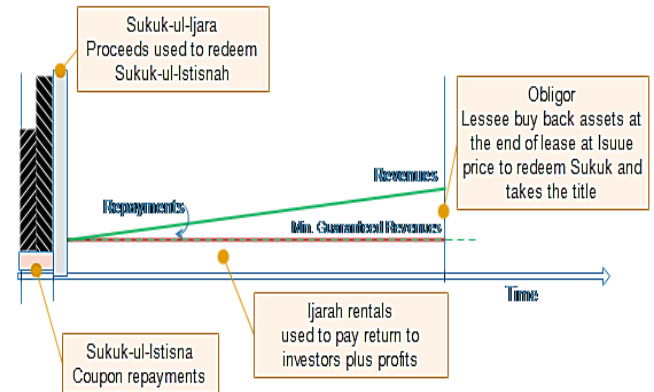 Sukuk-ul-Ijara
Proceeds used to redeem
Sukuk-ul-Istisnah
Obligor
Lessee buy back assets at
the end of lease at Isuue
price to redeem Sukuk and
takes the title
Revenues
Repayments
Min. Guaranteed Revenues
Time
Ijarah rentals
used to pay return to
investors plus profits
Sukuk-ul-Istisna
Coupon repayments